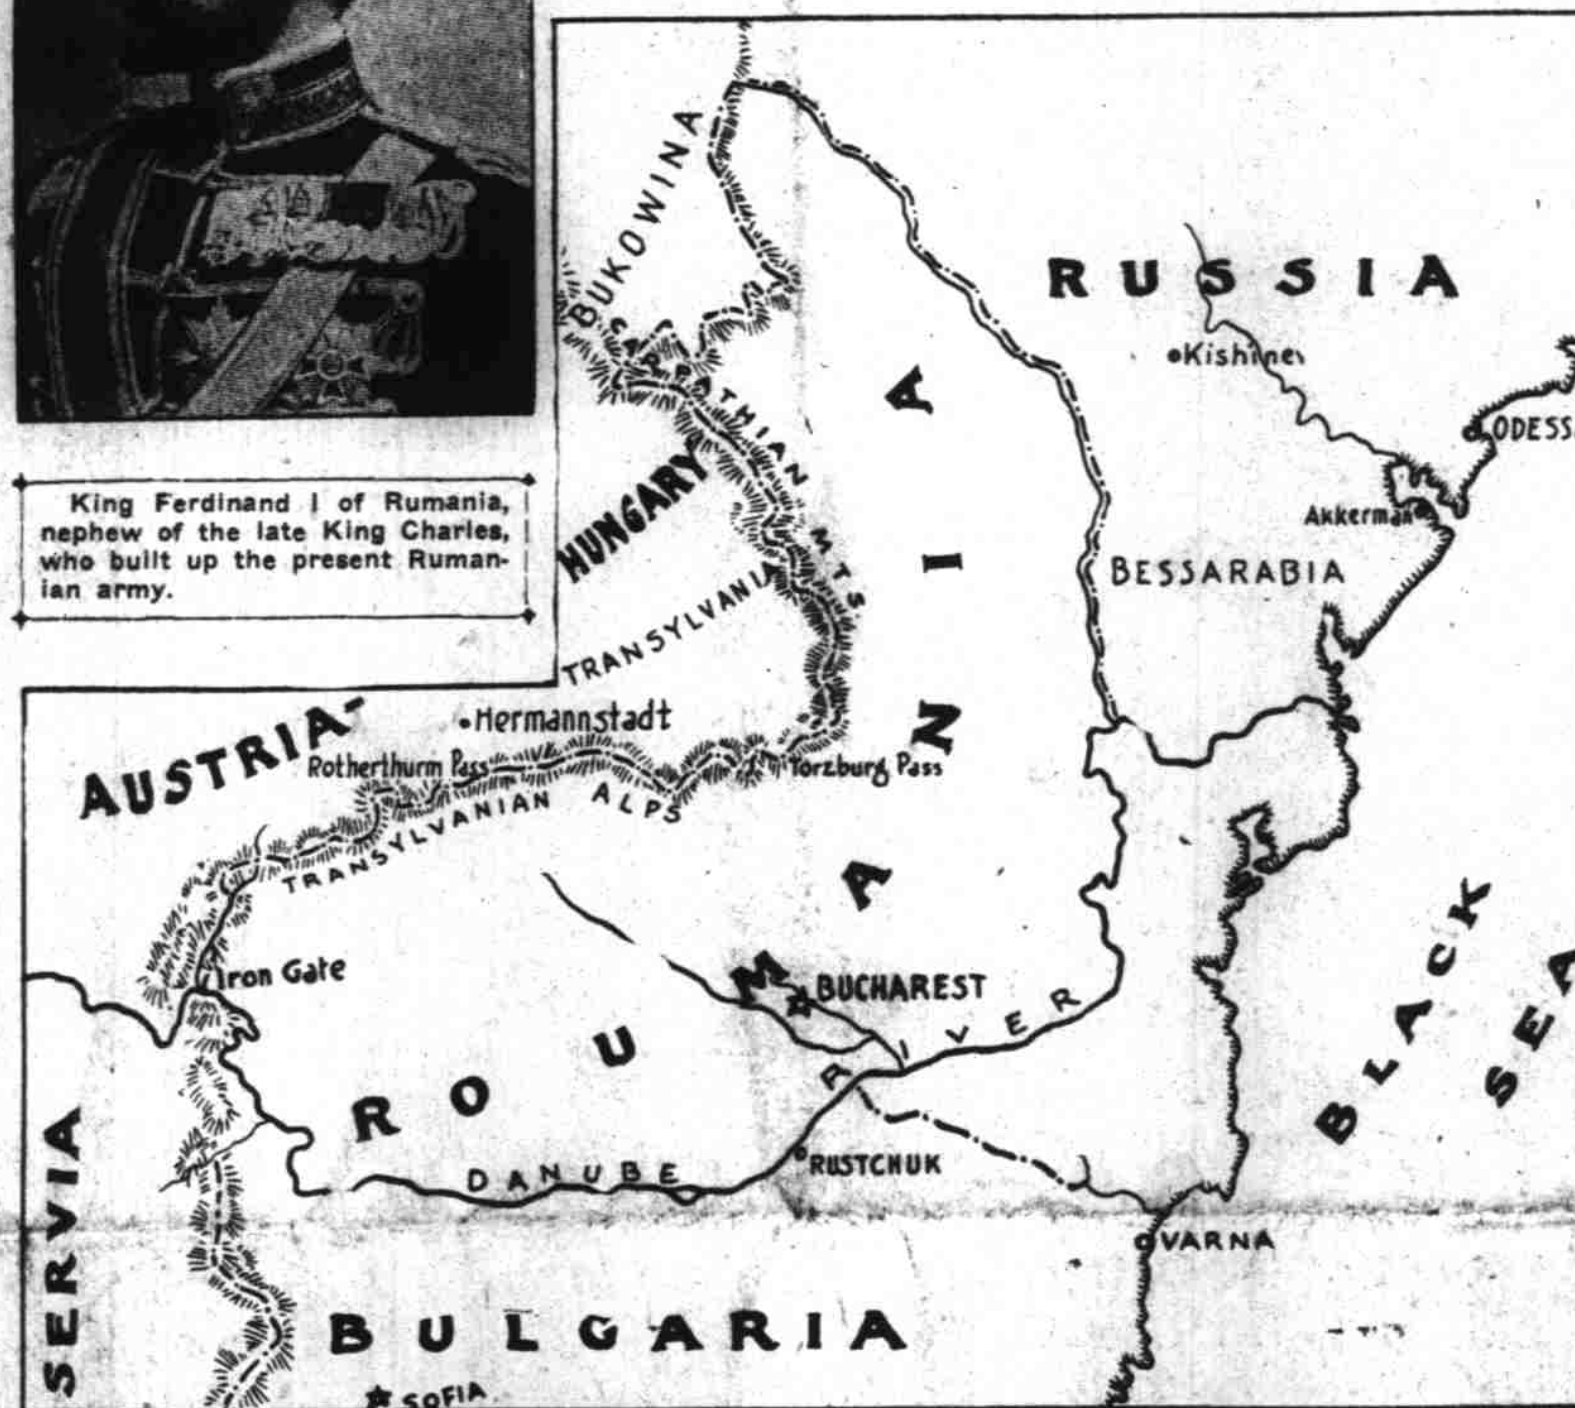 King Ferdinand I of Rumania,
nephew of the late King Charles,
who built up the present Ruman-
ian army.
BUKOWINA
CARPATHIAN MTS.
RUSSIA
Kishinev
ODESS
Akkerman
BESSARABIA
HUNGARY
TRANSYLVANIA
AUSTRIA-
Hermannstadt
Rotherthurm Pass
Torzburg Pass
TRANSYLVANIAN ALPS
Iron Gate
ROUMANIA
BUCHAREST
BLACK
SEA
DANUBE RIVER
RUSTCHUK
VARNA
SERVIA
BULGARIA
SOFIA